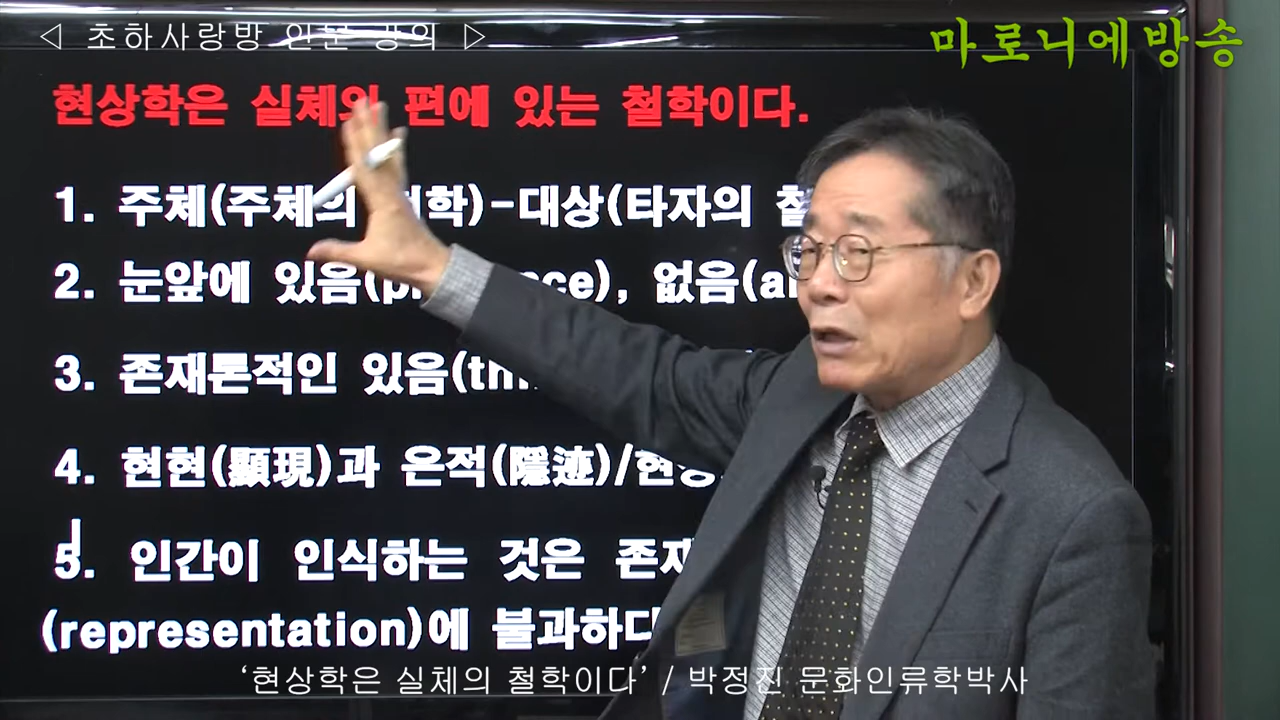 ◁ 초하사랑방 인문 강의 ▷
마로니에방송
현상학은 실체의 편에 있는 철학이다.
1. 주체(주체의 철학)-대상(타자의
2. 눈앞에 있음(presence), 없음
3. 존재론적인 있음
4. 현현(顯現)과 은적(隱迹)/현상
5. 인간이 인식하는 것은
(representation)에 불과하다
‘현상학은 실체의 철학이다’ / 박정진 문화인류학박사